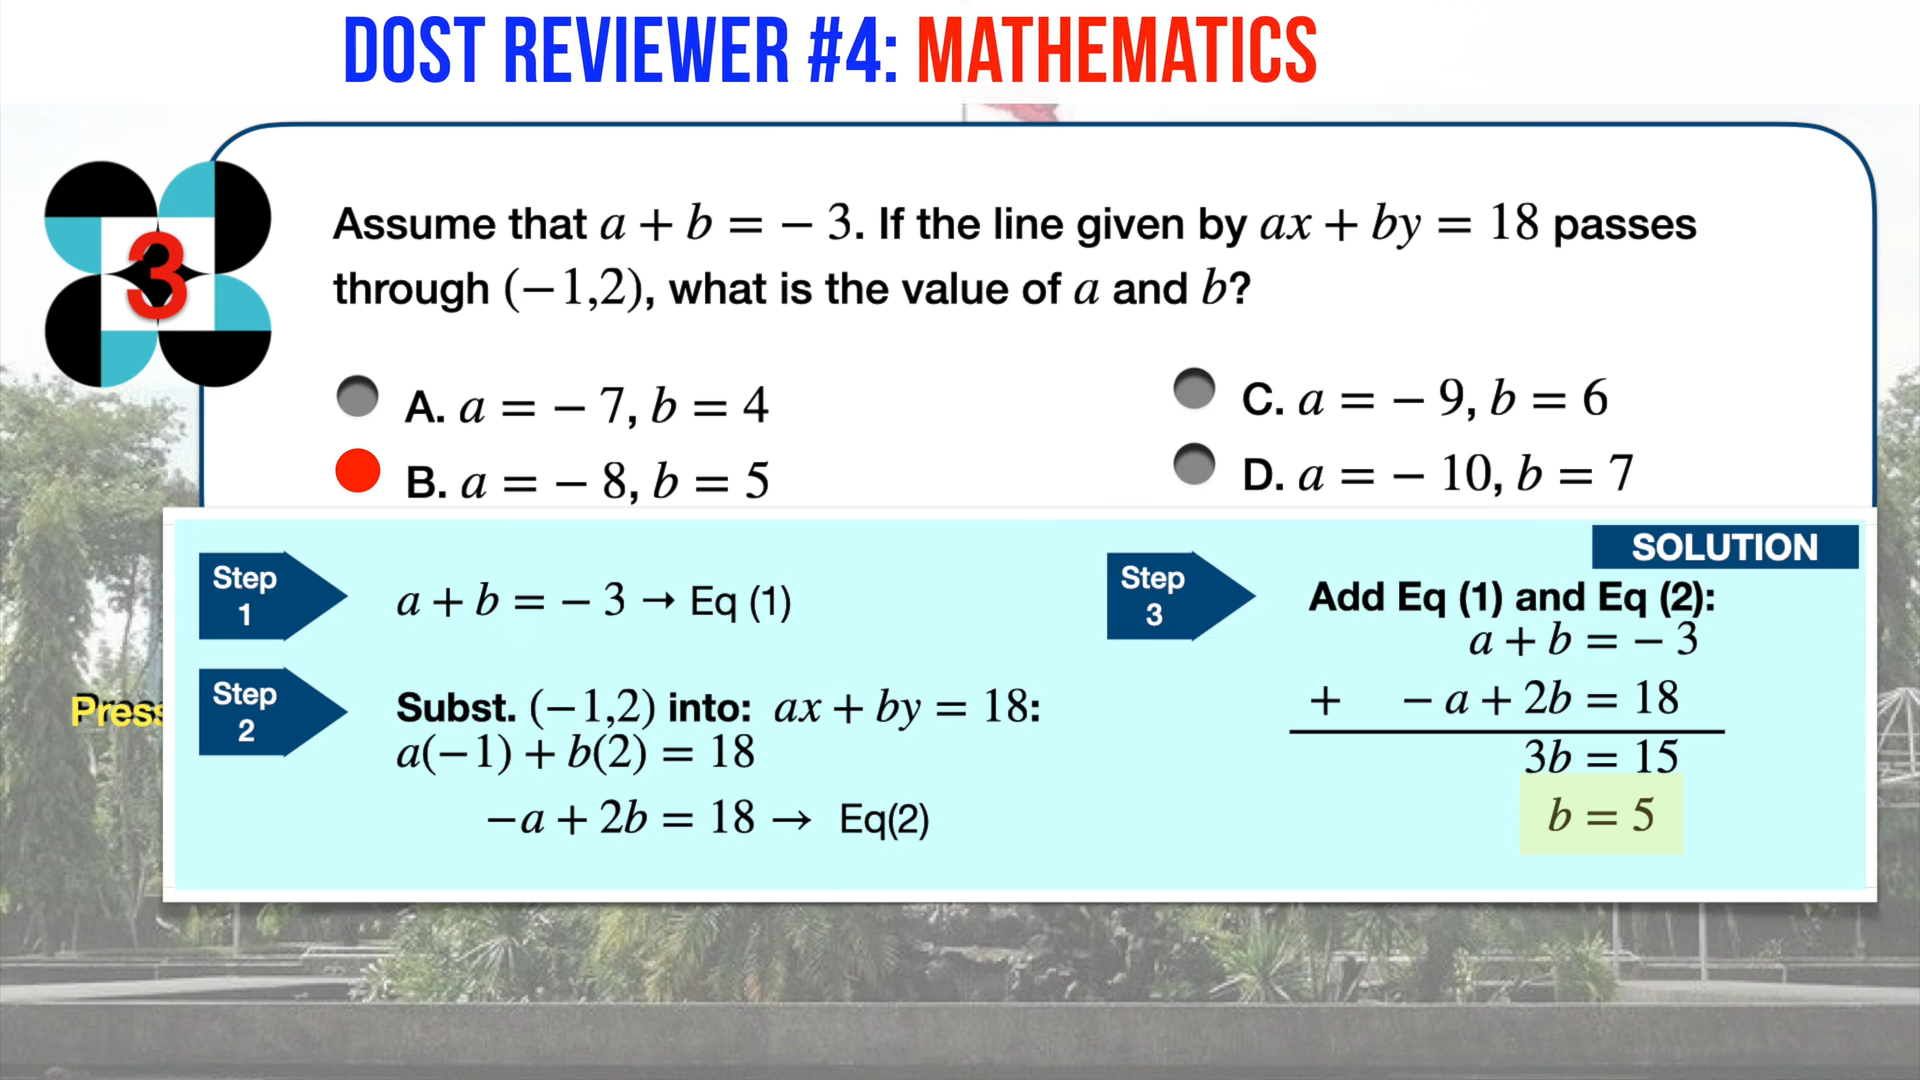 DOST REVIEWER #4: MATHEMATICS
3
Assume that a + b = − 3. If the line given by ax + by = 18 passes
through (−1,2), what is the value of a and b?
A. a = − 7, b = 4
B. a = − 8, b = 5
C. a = − 9, b = 6
D. a = − 10, b = 7
SOLUTION
Step
1
a + b = − 3 → Eq (1)
Press
Step
2
Subst. (−1,2) into: ax + by = 18:
a(−1) + b(2) = 18
−a + 2b = 18 → Eq(2)
Step
3
Add Eq (1) and Eq (2):
a + b = − 3
+ − a + 2b = 18
3b = 15
b = 5